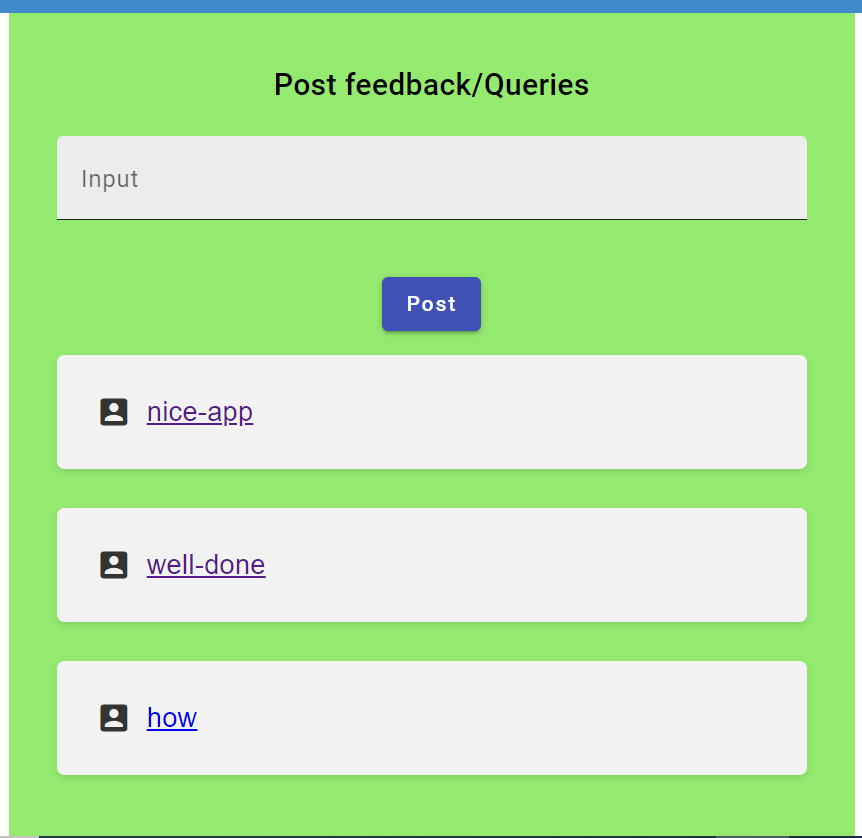 Post feedback/Queries
Input
Post
nice-app
well-done
how